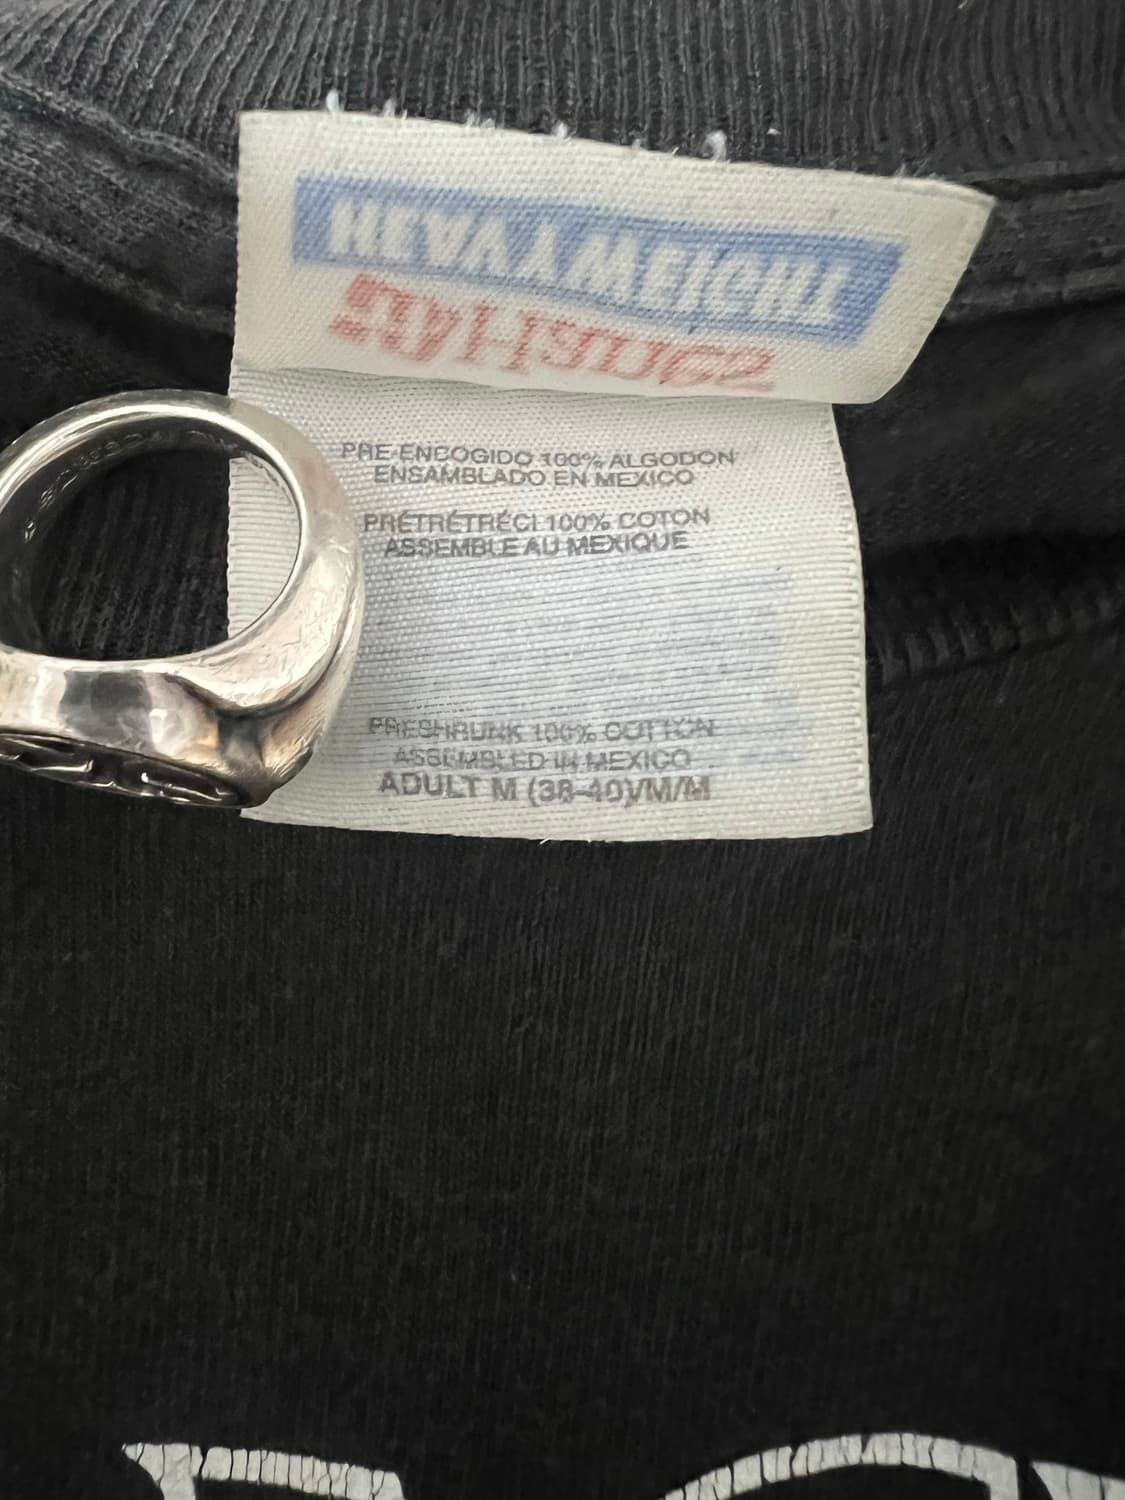 HEAVYWEIGHT
PRE-ENCOGIDO 100% ALGODON
ENSAMBLADO EN MEXICO
PRÉTRÉTRÉCI 100% COTON
ASSEMBLE AU MEXIQUE
PRESHRUNK 100% COTTON
ASSEMBLED IN MEXICO
ADULT M (38-40)/M/M